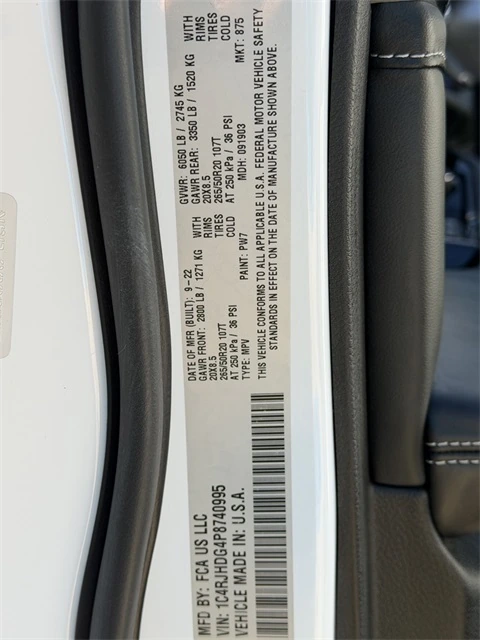 MFD BY: FCA US LLC
DATE OF MFR (BUILT): 9-22
GVWR: 6050 LB / 2745 KG
GAWR FRONT: 2800 LB / 1271 KG WITH
GAWR REAR: 3350 LB / 1520 KG WITH
20X8.5 RIMS
20X8.5 RIMS
265/50R20 107T TIRES
265/50R20 107T TIRES
AT 250 kPa / 36 PSI COLD
AT 250 kPa / 36 PSI COLD
TYPE: MPV
PAINT: PW7
MDH: 091903
MKT: 875
THIS VEHICLE CONFORMS TO ALL APPLICABLE U.S.A. FEDERAL MOTOR VEHICLE SAFETY
STANDARDS IN EFFECT ON THE DATE OF MANUFACTURE SHOWN ABOVE.
VIN: 1C4RJHDG4P8740995
VEHICLE MADE IN U.S.A.